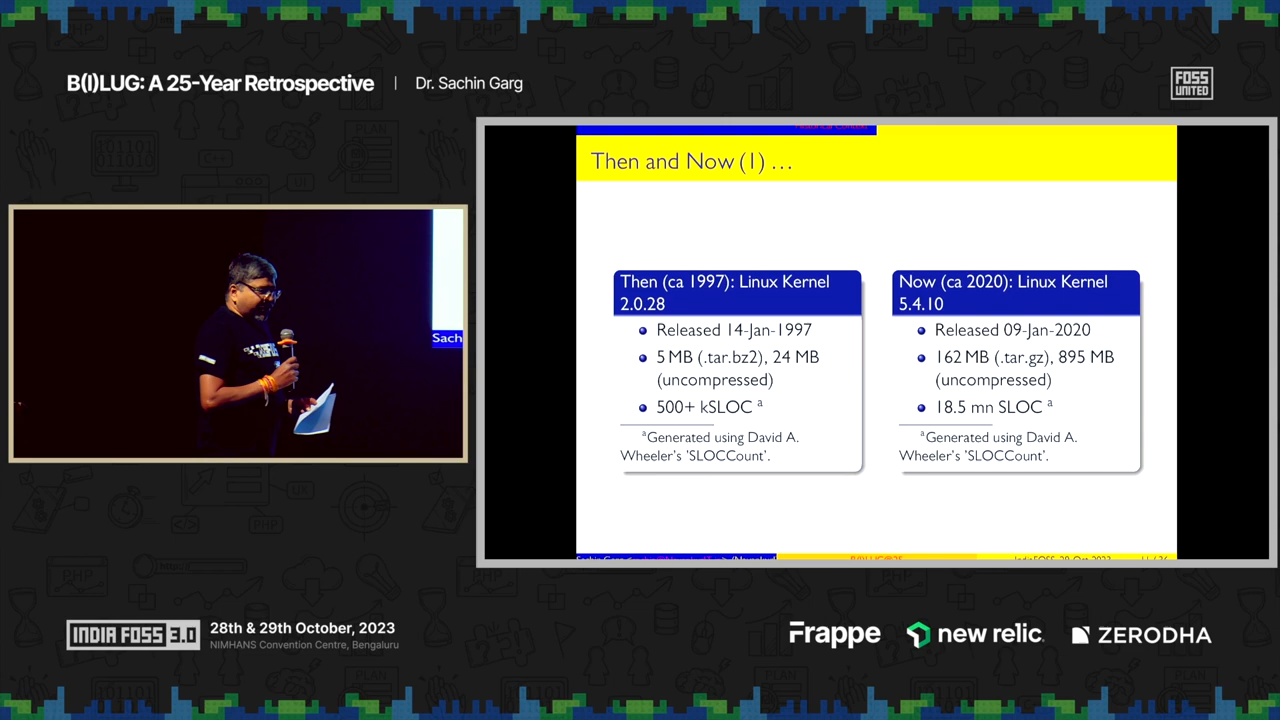 B(I)LUG: A 25-Year Retrospective | Dr. Sachin Garg
FOSS
UNITED
Historical Context
Then and Now (1) …
Then (ca 1997): Linux Kernel
2.0.28
Released 14-Jan-1997
5 MB (.tar.bz2), 24 MB
(uncompressed)
500+ kSLOC a
aGenerated using David A.
Wheeler's 'SLOCCount'.
Now (ca 2020): Linux Kernel
5.4.10
Released 09-Jan-2020
162 MB (.tar.gz), 895 MB
(uncompressed)
18.5 mn SLOC a
aGenerated using David A.
Wheeler's 'SLOCCount'.
Sach
INDIA FOSS 3.0
28th & 29th October, 2023
NIMHANS Convention Centre, Bengaluru
Frappe
new relic
ZERODHA